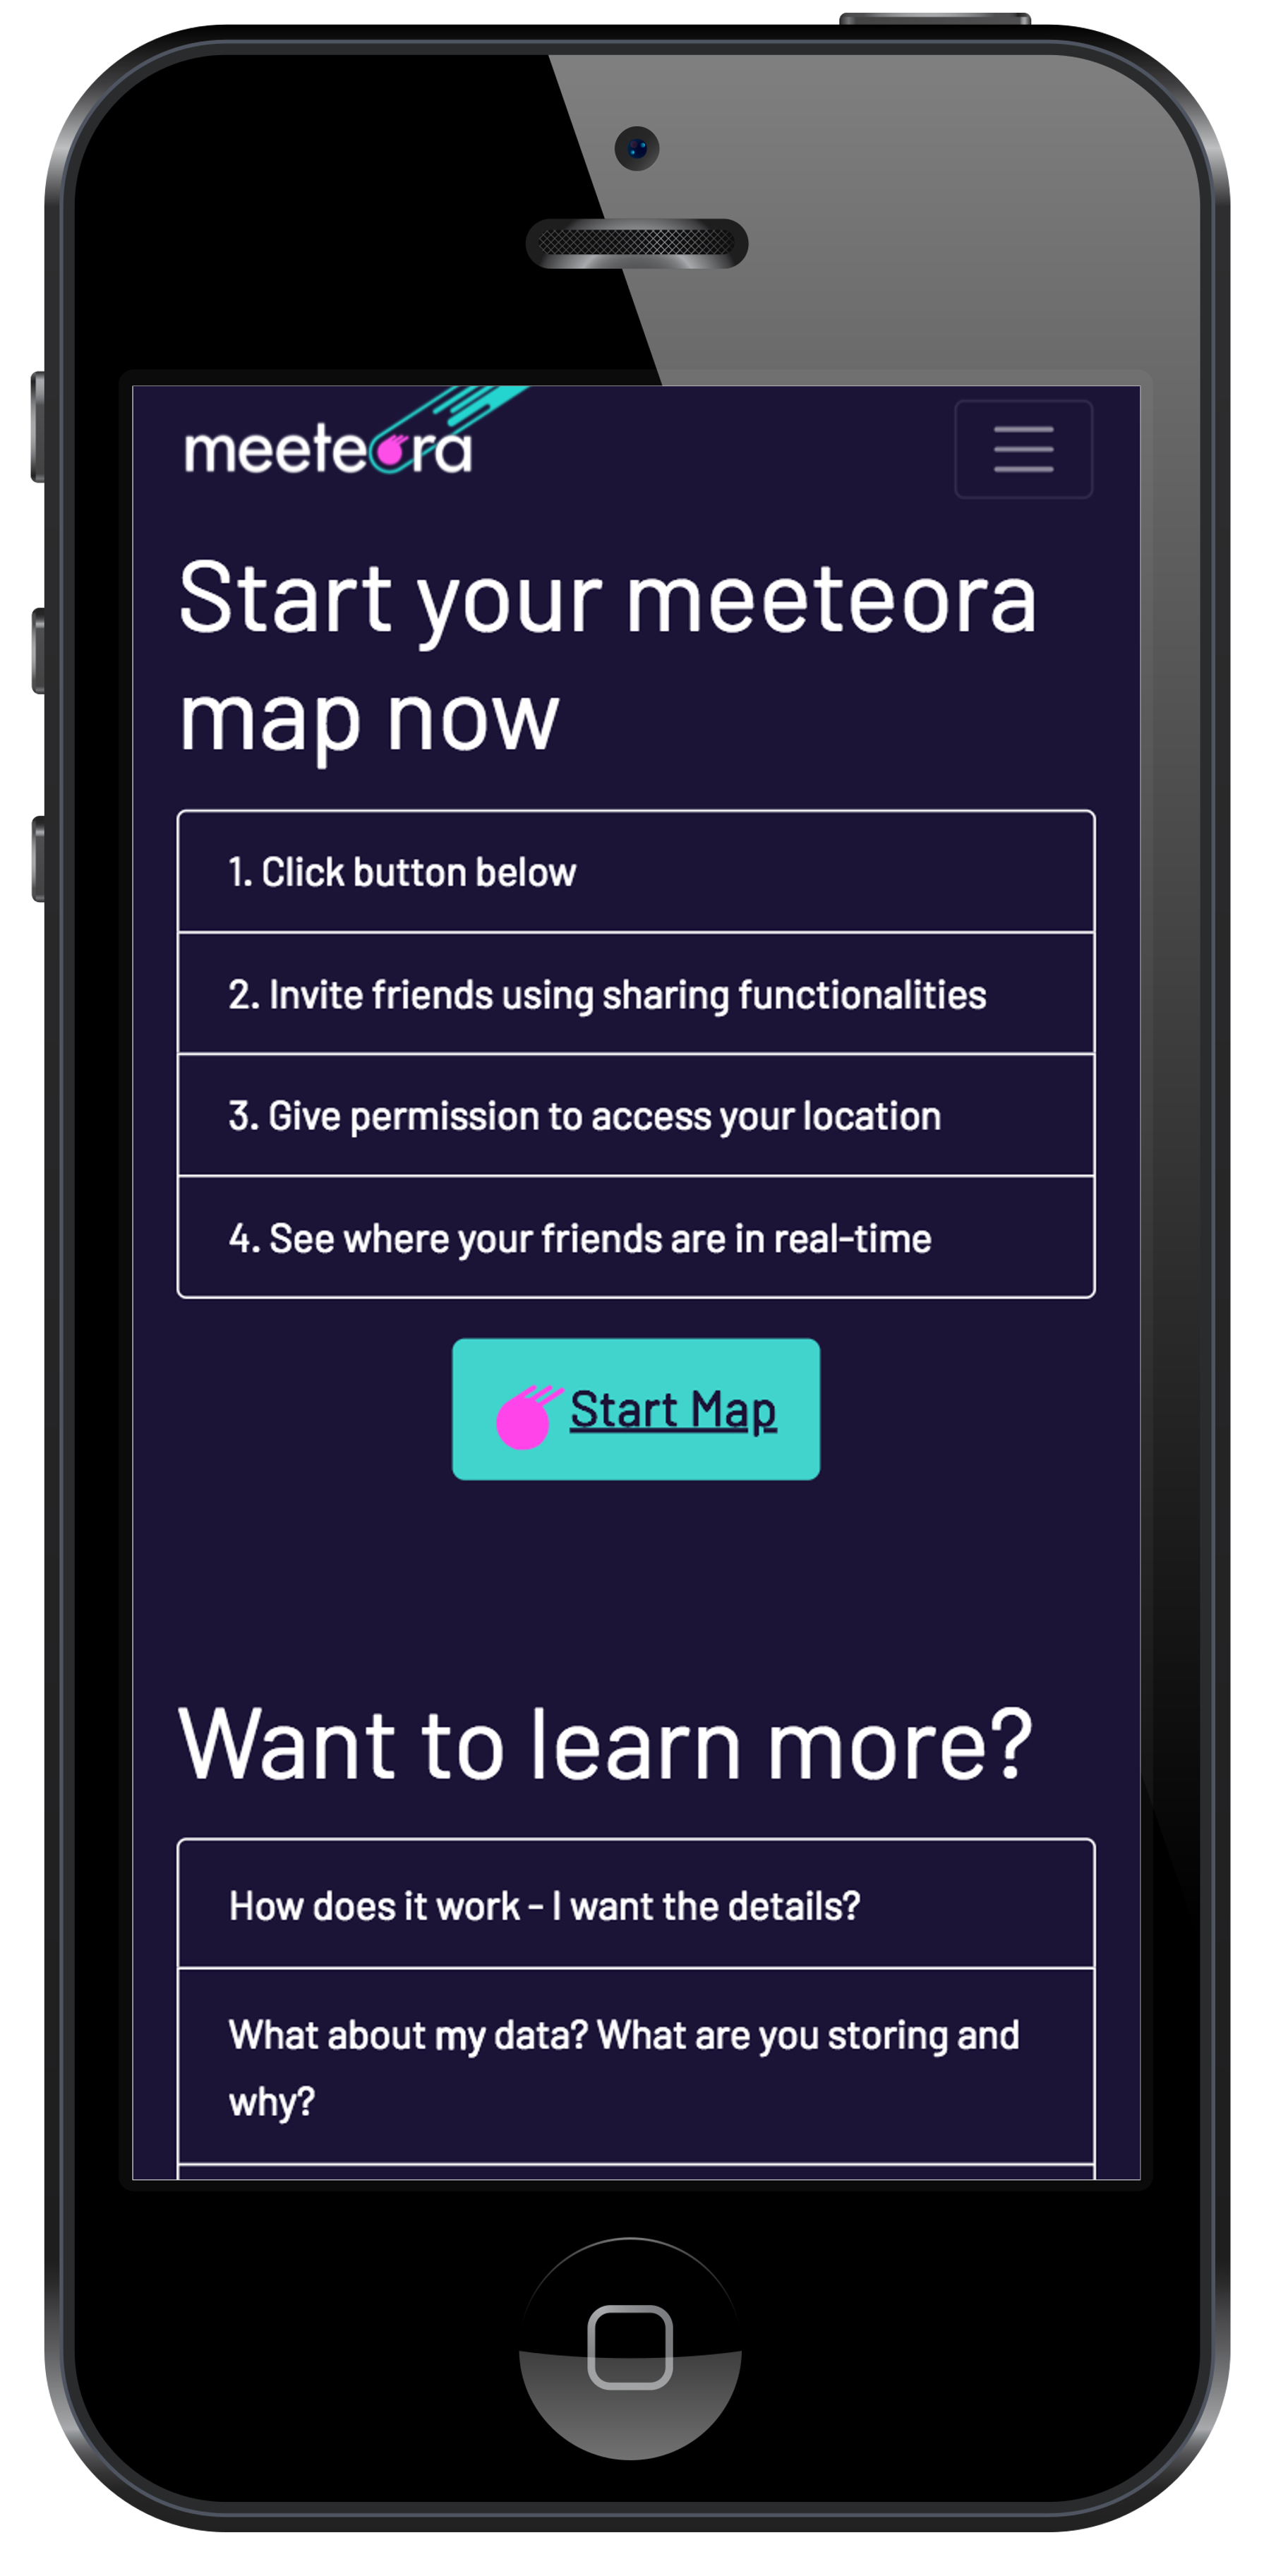 meeteora
Start your meeteora
map now
1. Click button below
2. Invite friends using sharing functionalities
3. Give permission to access your location
4. See where your friends are in real-time
Start Map
Want to learn more?
How does it work - I want the details?
What about my data? What are you storing and
why?